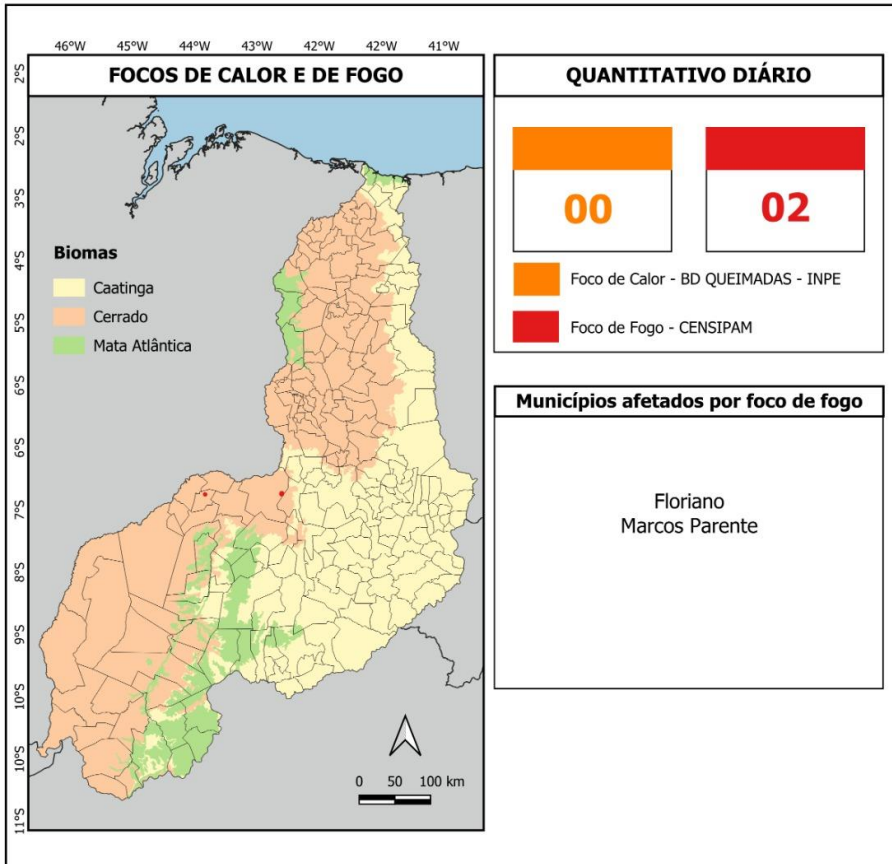 46°W 45°W 44°W 43°W 42°W 42°W 41°W
FOCOS DE CALOR E DE FOGO
2°S
2°S
3°S
4°S
5°S
6°S
6°S
7°S
8°S
9°S
10°S
10°S
11°S
Biomas
Caatinga
Cerrado
Mata Atlântica
0 50 100 km
QUANTITATIVO DIÁRIO
00 02
Foco de Calor - BD QUEIMADAS - INPE
Foco de Fogo - CENSIPAM
Municípios afetados por foco de fogo
Floriano
Marcos Parente